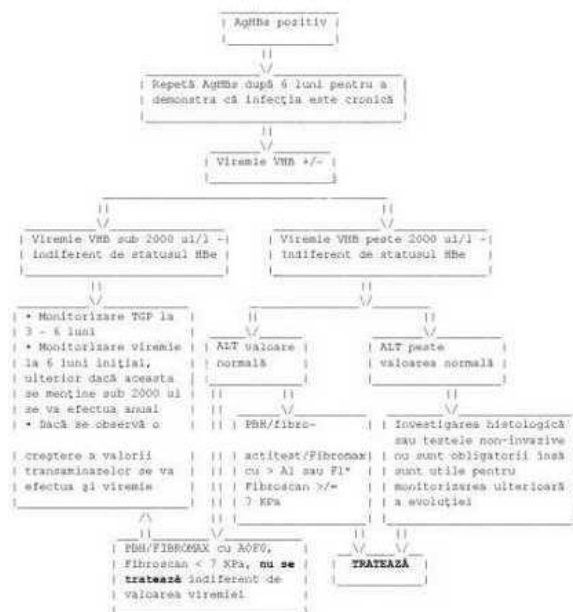 AgHBs pozitiv
Repetă AgHBs după 6 luni pentru a
demonstra că infecția este cronică
Viremie VHB +/-
Viremie VHB sub 2000 ui/l -
indiferent de statusul HBe
Viremie VHB peste 2000 ui/l -
indiferent de statusul HBe
• Monitorizare TGP la
3 - 6 luni
• Monitorizare viremie
la 6 luni inițial,
ulterior dacă aceasta
se menține sub 2000 ui
se va efectua anual
• Dacă se observă o
creștere a valorii
transaminazelor se va
efectua și viremie
ALT valoare
normală
ALT peste
valoarea normală
PBH/fibro-
actitest/Fibromax
cu > A1 sau F1*
Fibroscan >/=
7 KPa
Investigarea histologică
sau testele non-invazive
nu sunt obligatorii însă
sunt utile pentru
monitorizarea ulterioară
a evoluției
PBH/FIBROMAX cu A0F0,
Fibroscan < 7 KPa, nu se
tratează indiferent de
valoarea viremiei
TRATEAZĂ